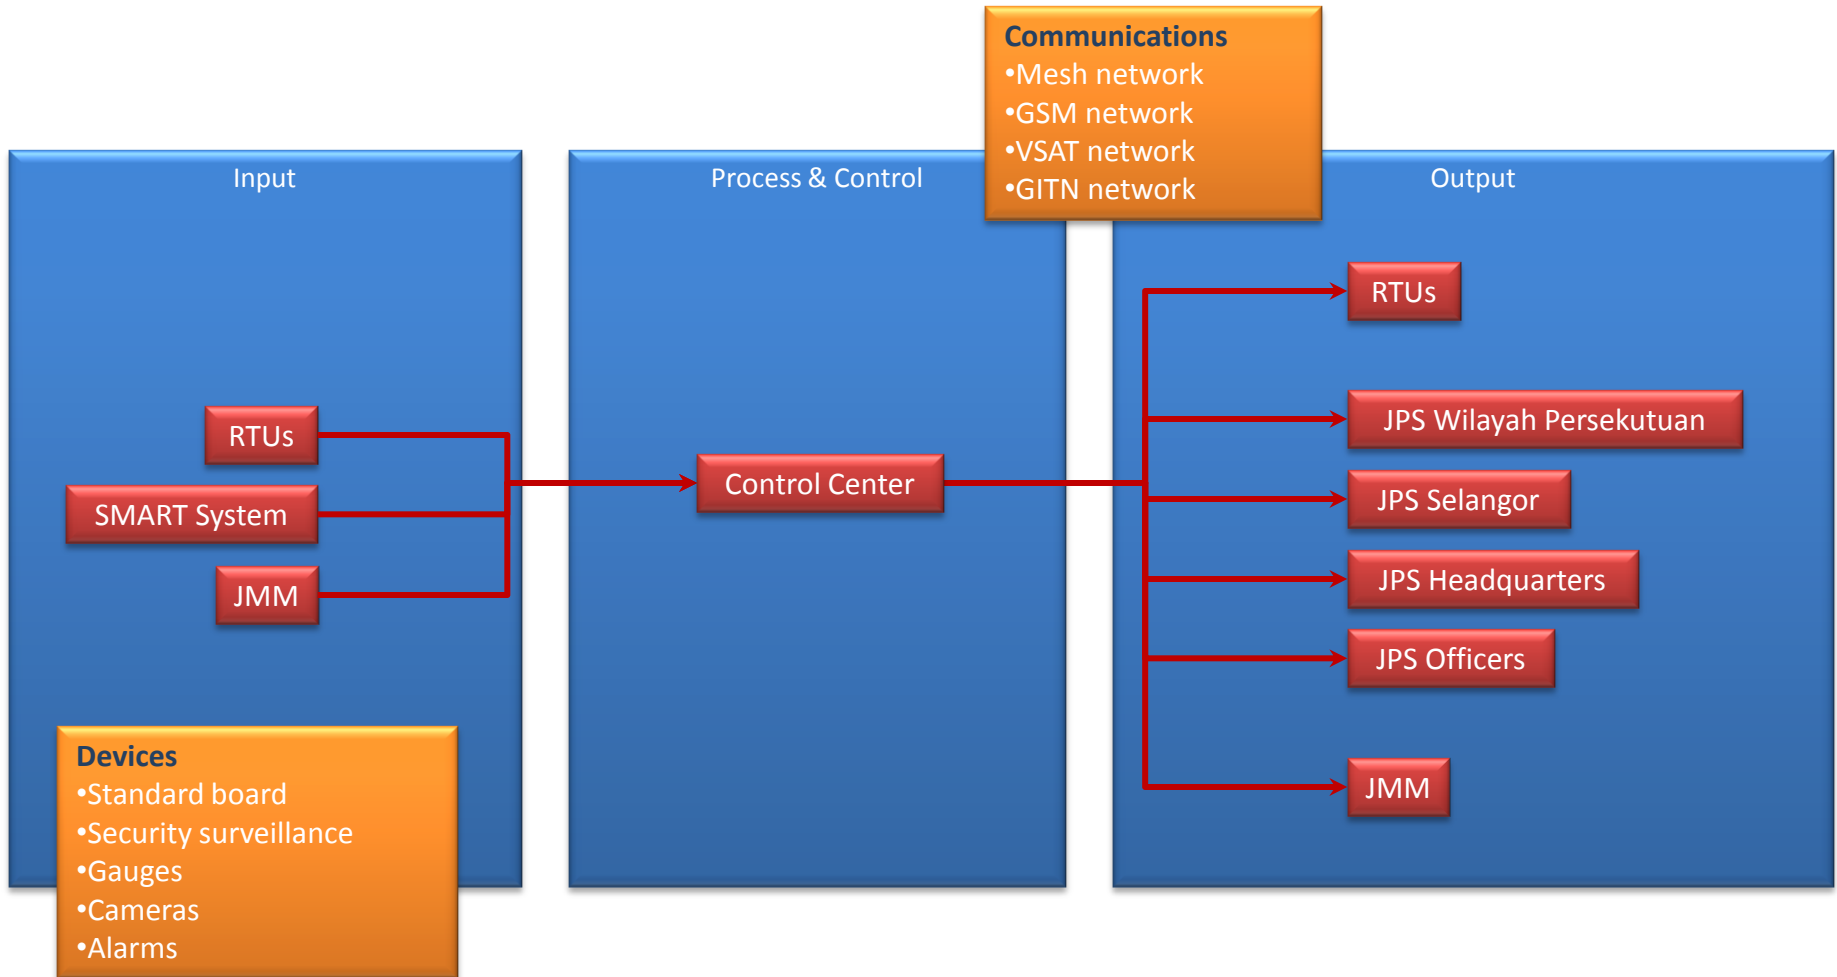 Communications
•Mesh network
•GSM network
•VSAT network
•GITN network
Input
RTUs
SMART System
JMM
Devices
•Standard board
•Security surveillance
•Gauges
•Cameras
•Alarms
Process & Control
Control Center
Output
RTUs
JPS Wilayah Persekutuan
JPS Selangor
JPS Headquarters
JPS Officers
JMM